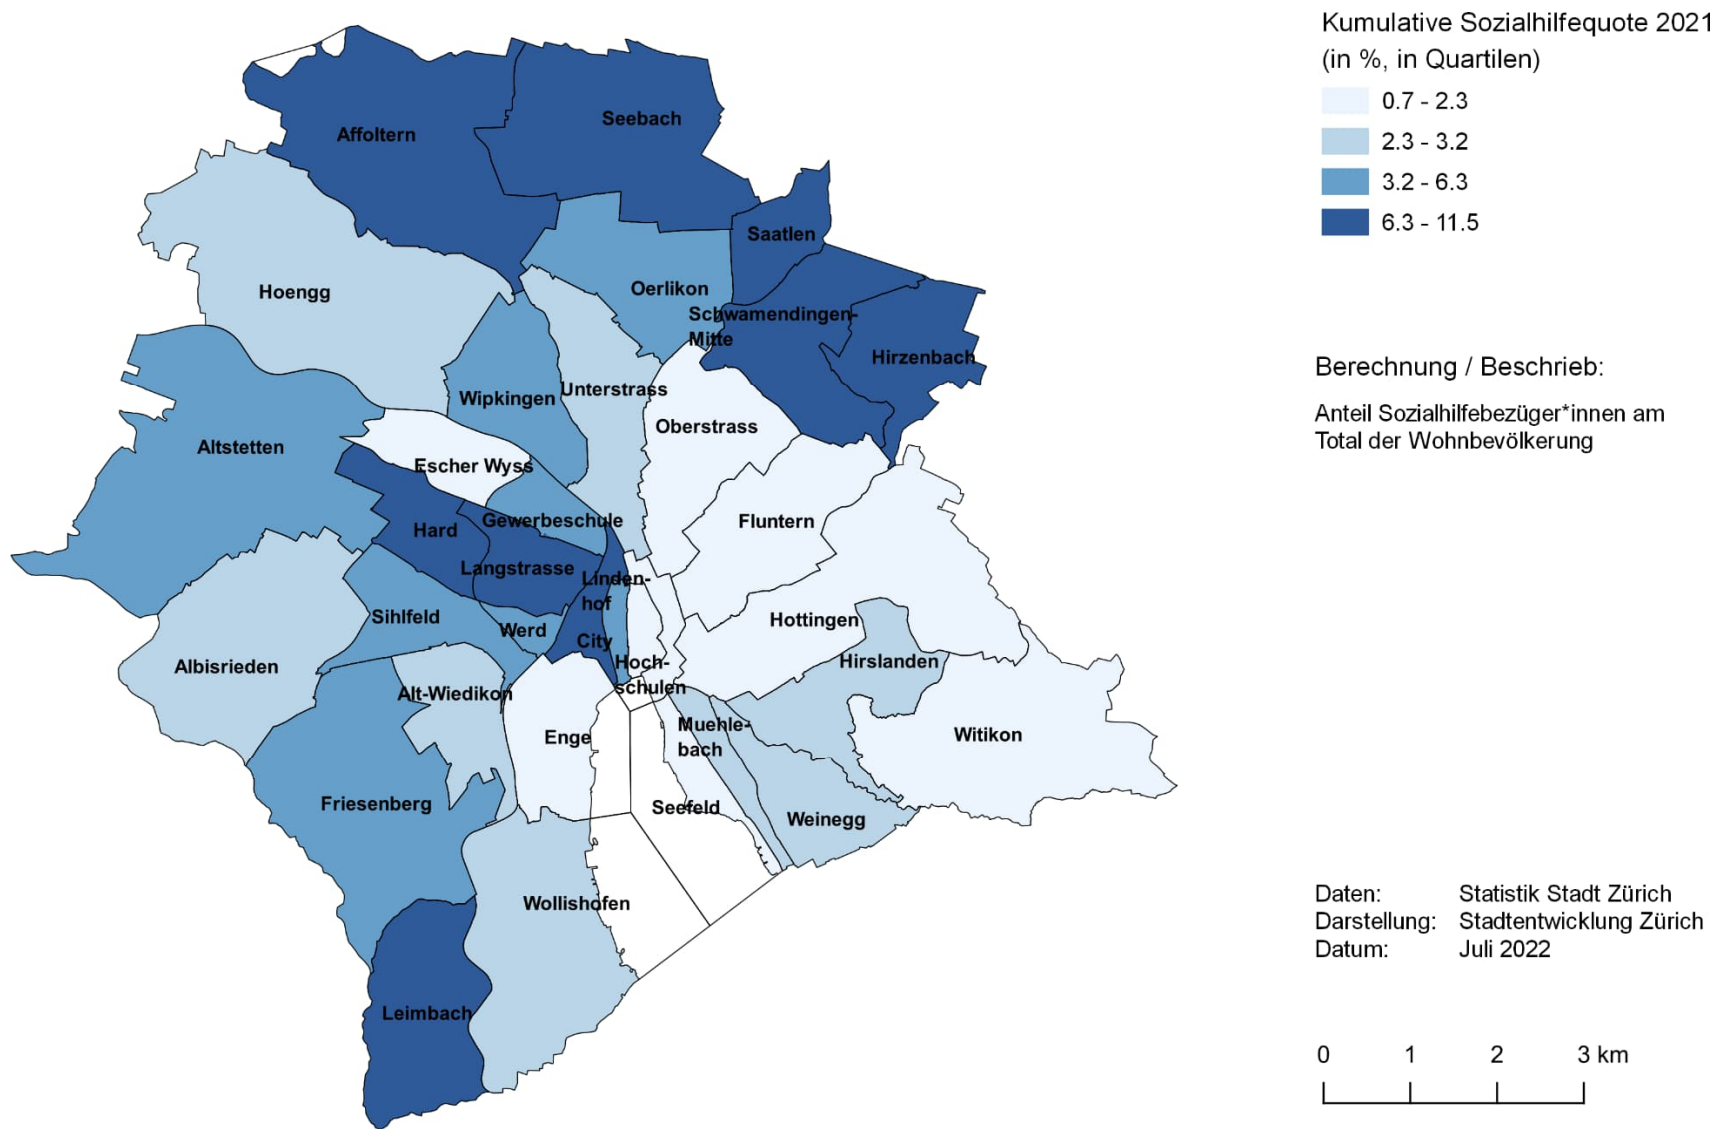 Kumulative Sozialhilfequote 2021
(in %, in Quartilen)
0.7 - 2.3
2.3 - 3.2
3.2 - 6.3
6.3 - 11.5
Berechnung / Beschrieb:
Anteil Sozialhilfebezüger*innen am
Total der Wohnbevölkerung
Daten: Statistik Stadt Zürich
Darstellung: Stadtentwicklung Zürich
Datum: Juli 2022
0 1 2 3 km
Affoltern
Seebach
Saatlen
Hoengg
Oerlikon
Schwamendingen-
Mitte
Hirzenbach
Wipkingen
Unterstrass
Oberstrass
Altstetten
Escher Wyss
Gewerbeschule
Fluntern
Hard
Langstrasse
Linden-
hof
Sihlfeld
Werd
City
Hottingen
Hirslanden
Albisrieden
Alt-Wiedikon
Hoch-
schulen
Enge
Muehle-
bach
Witikon
Friesenberg
Seefeld
Weinegg
Wollishofen
Leimbach